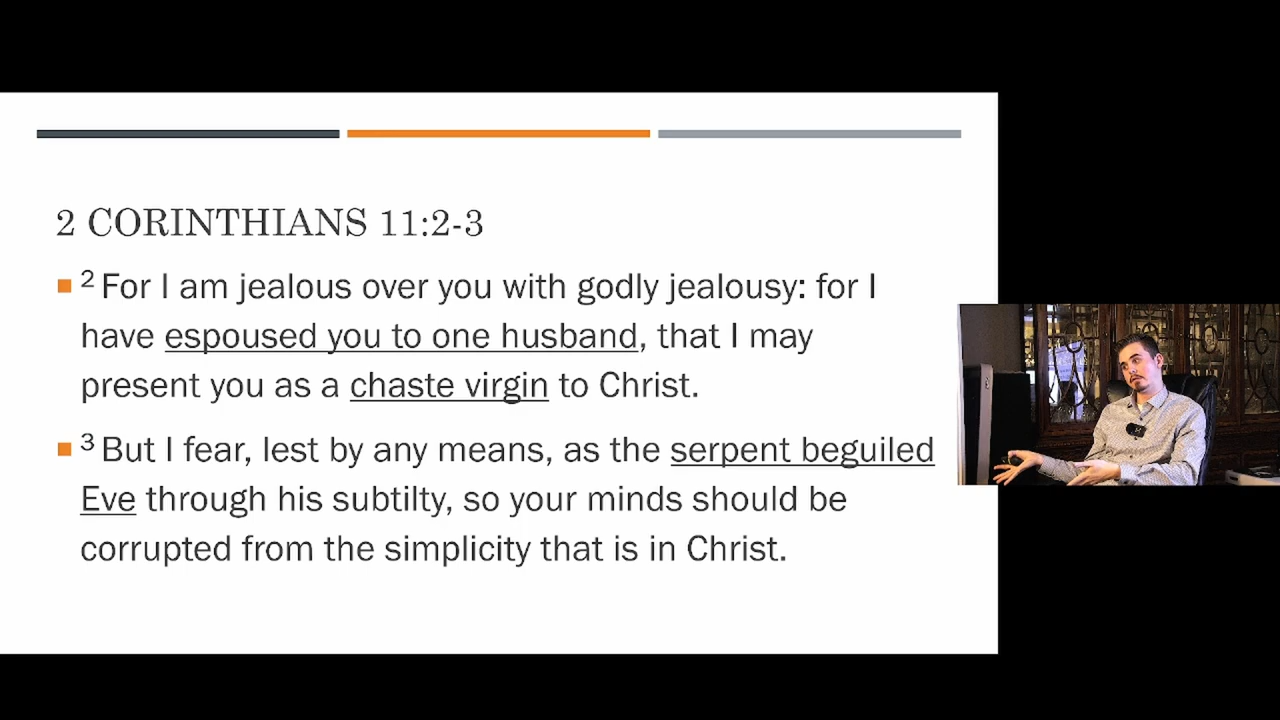 2 CORINTHIANS 11:2-3
2 For I am jealous over you with godly jealousy: for I
have espoused you to one husband, that I may
present you as a chaste virgin to Christ.
3 But I fear, lest by any means, as the serpent beguiled
Eve through his subtilty, so your minds should be
corrupted from the simplicity that is in Christ.